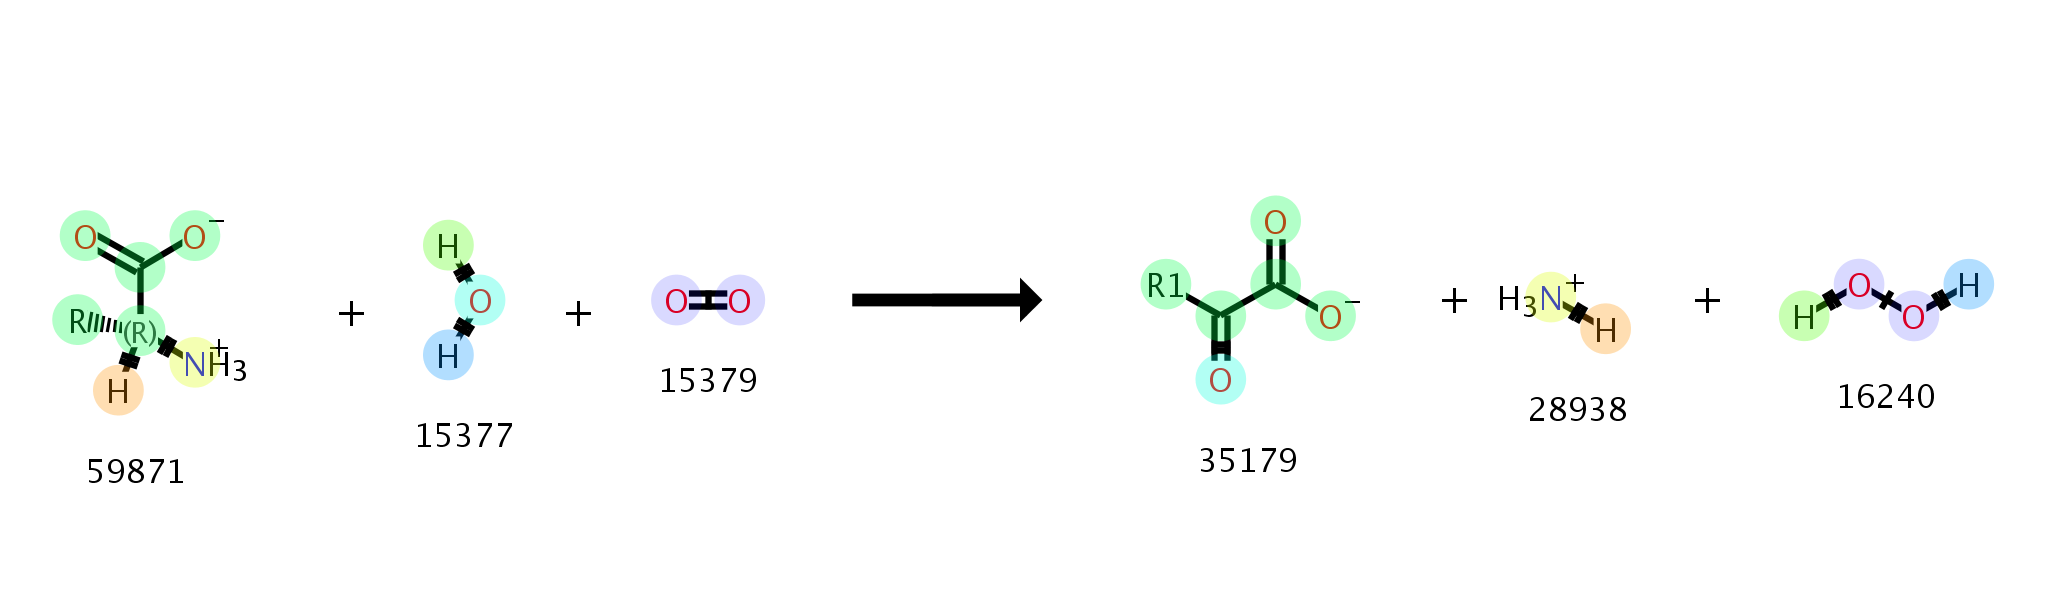 O O−
R (R) NH3+
H
59871
+
H
O
H
15377
+
O O
15379
O
R1
O−
O
35179
+
H3N+
H
28938
+
H O O H
16240